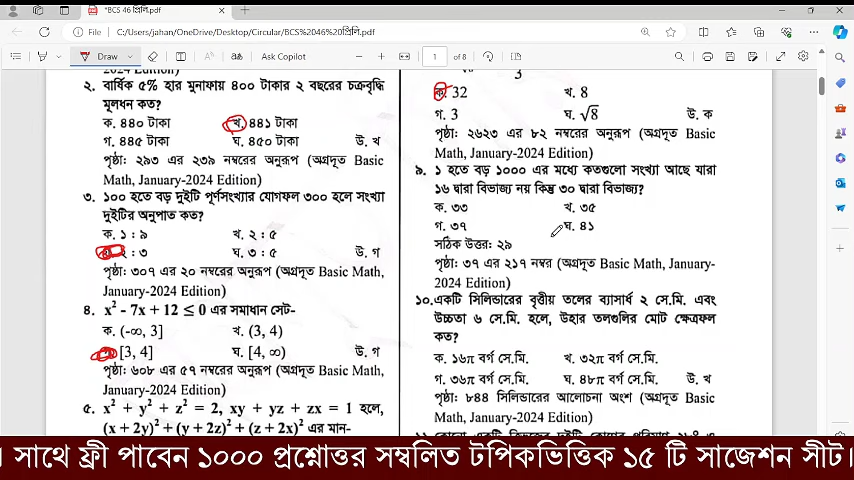 *BCS 46 প্রিলি.pdf
File C:/Users/jahan/OneDrive/Desktop/Circular/BCS%2046%20প্রিলি.pdf
Draw Ask Copilot 1 of 8
2024 Edition)
২. বার্ষিক ৫% হার মুনাফায় ৪০০ টাকার ২ বছরের চক্রবৃদ্ধি
মূলধন কত?
ক. ৪৪০ টাকা খ. ৪৪১ টাকা
গ. ৪৪৫ টাকা ঘ. ৪৫০ টাকা উ. খ
পৃষ্ঠা: ২৯৩ এর ২৩৯ নম্বরের অনুরূপ (অগ্রদূত Basic
Math, January-2024 Edition)
৩. ১০০ হতে বড় দুইটি পূর্ণসংখ্যার যোগফল ৩০০ হলে সংখ্যা
দুইটির অনুপাত কত?
ক. ১ : ৯ খ. ২ : ৫
২ : ৩ ঘ. ৩ : ৫ উ. গ
পৃষ্ঠা: ৩০৭ এর ২০ নম্বরের অনুরূপ (অগ্রদূত Basic Math,
January-2024 Edition)
৪. x² - 7x + 12 ≤ 0 এর সমাধান সেট-
ক. (-∞, 3] খ. (3, 4)
[3, 4] ঘ. [4, ∞) উ. গ
পৃষ্ঠা: ৬০৮ এর ৫৭ নম্বরের অনুরূপ (অগ্রদূত Basic Math,
January-2024 Edition)
৫. x² + y² + z² = 2, xy + yz + zx = 1 হলে,
(x + 2y)² + (y + 2z)² + (z + 2x)² এর মান-
3
ক. 32 খ. 8
গ. 3 ঘ. √8 উ. ক
পৃষ্ঠা: ২৬২৩ এর ৮২ নম্বরের অনুরূপ (অগ্রদূত Basic
Math, January-2024 Edition)
৯. ১ হতে বড় ১০০০ এর মধ্যে কতগুলো সংখ্যা আছে যারা
১৬ দ্বারা বিভাজ্য নয় কিন্তু ৩০ দ্বারা বিভাজ্য?
ক. ৩৩ খ. ৩৫
গ. ৩৭ ঘ. ৪১
সঠিক উত্তর: ২৯
পৃষ্ঠা: ৩৭ এর ২১৭ নম্বর (অগ্রদূত Basic Math, January-
2024 Edition)
১০. একটি সিলিন্ডারের বৃত্তীয় তলের ব্যাসার্ধ ২ সে.মি. এবং
উচ্চতা ৬ সে.মি. হলে, উহার তলগুলির মোট ক্ষেত্রফল
কত?
ক. ১৬π বর্গ সে.মি. খ. ৩২π বর্গ সে.মি.
গ. ৩৬π বর্গ সে.মি. ঘ. ৪৮π বর্গ সে.মি. উ. খ
পৃষ্ঠা: ৮৪৪ সিলিন্ডারের আলোচনা অংশ (অগ্রদূত Basic
Math, January-2024 Edition)
। সাথে ফ্রী পাবেন ১০০০ প্রশ্নোত্তর সম্বলিত টপিকভিত্তিক ১৫ টি সাজেশন সীট।